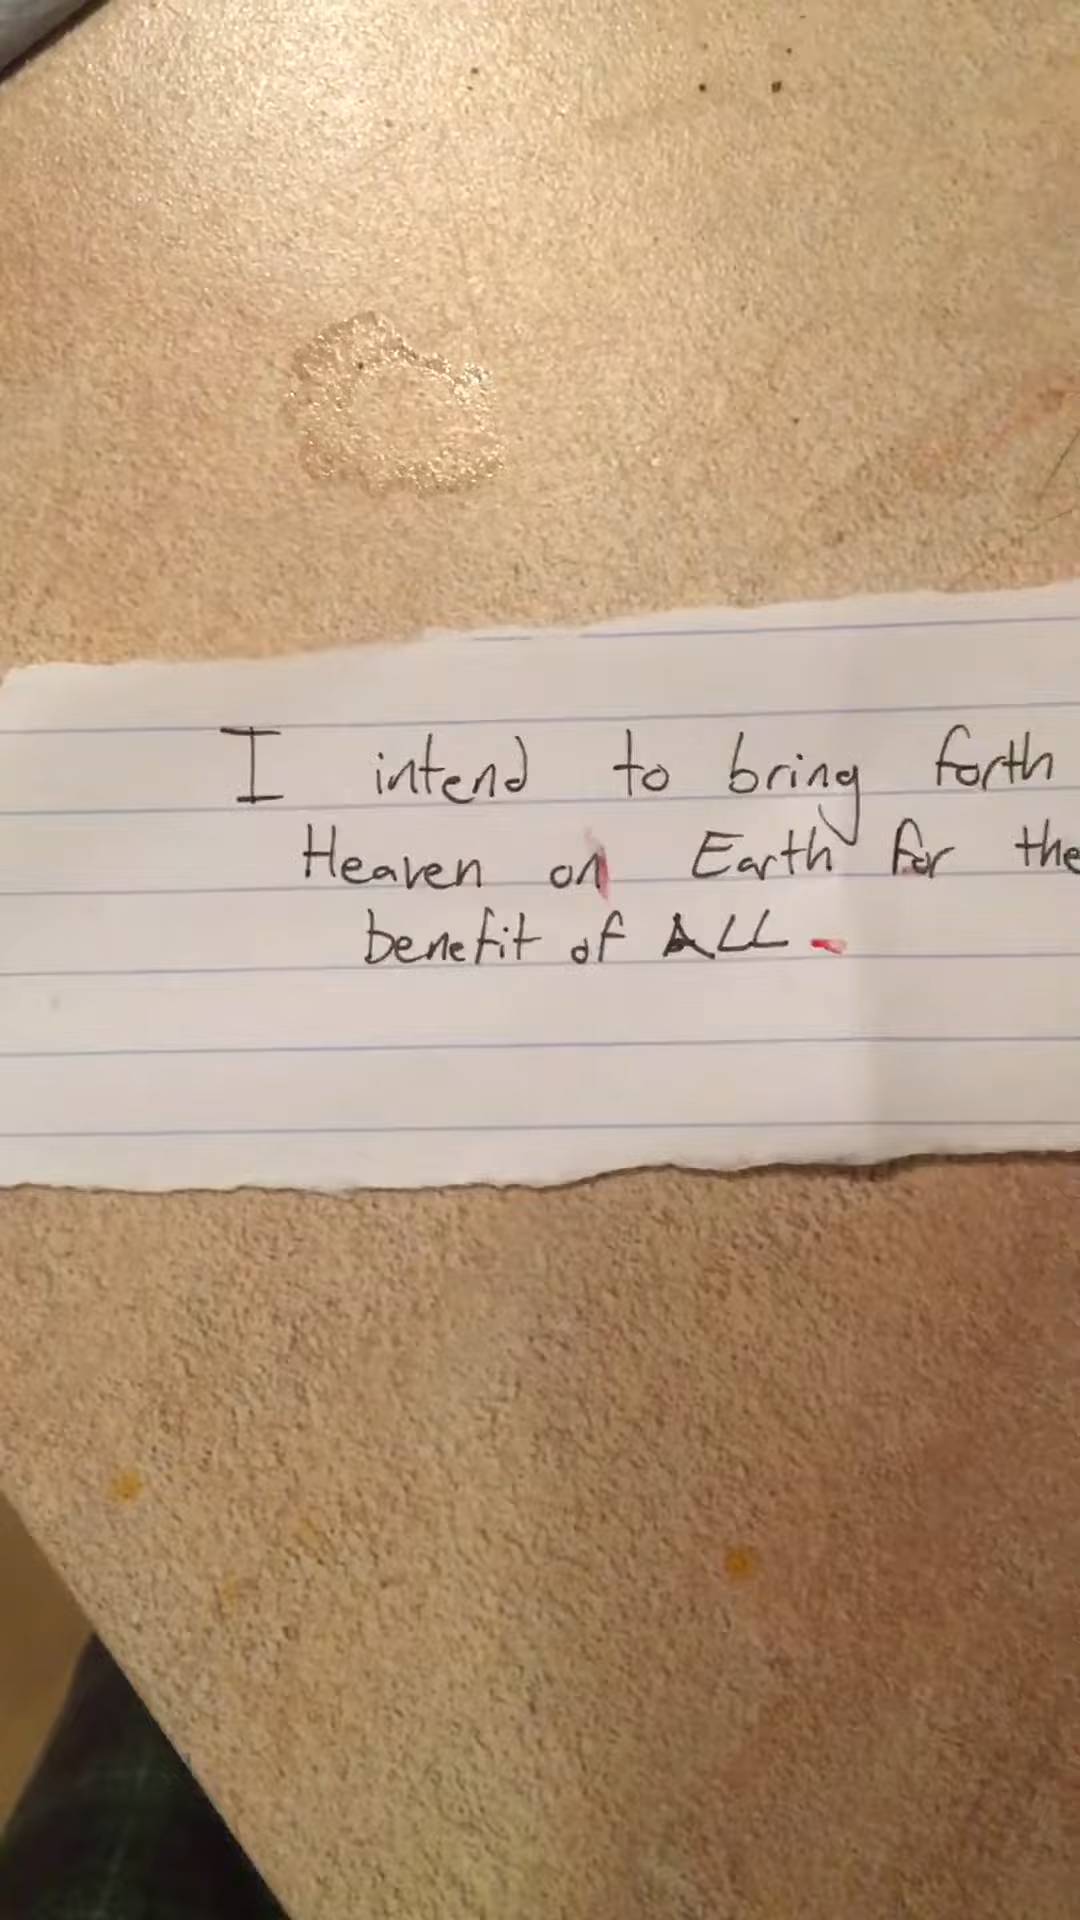 I intend to bring forth
Heaven on Earth for the
benefit of ALL.